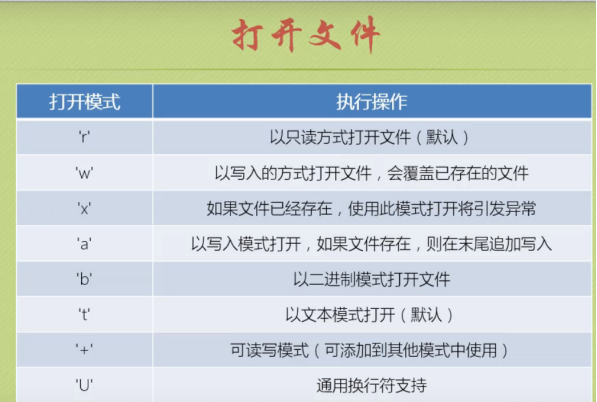 打开文件
打开模式 执行操作
'r' 以只读方式打开文件（默认）
'w' 以写入的方式打开文件，会覆盖已存在的文件
'x' 如果文件已经存在，使用此模式打开将引发异常
'a' 以写入模式打开，如果文件存在，则在末尾追加写入
'b' 以二进制模式打开文件
't' 以文本模式打开（默认）
'+' 可读写模式（可添加到其他模式中使用）
'U' 通用换行符支持